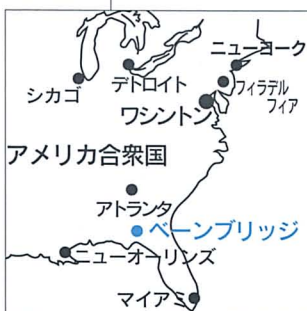 ニューヨーク
デトロイト
シカゴ
フィラデル
フィア
ワシントン
アメリカ合衆国
アトランタ
ベーンブリッジ
ニューオーリンズ
マイアミ